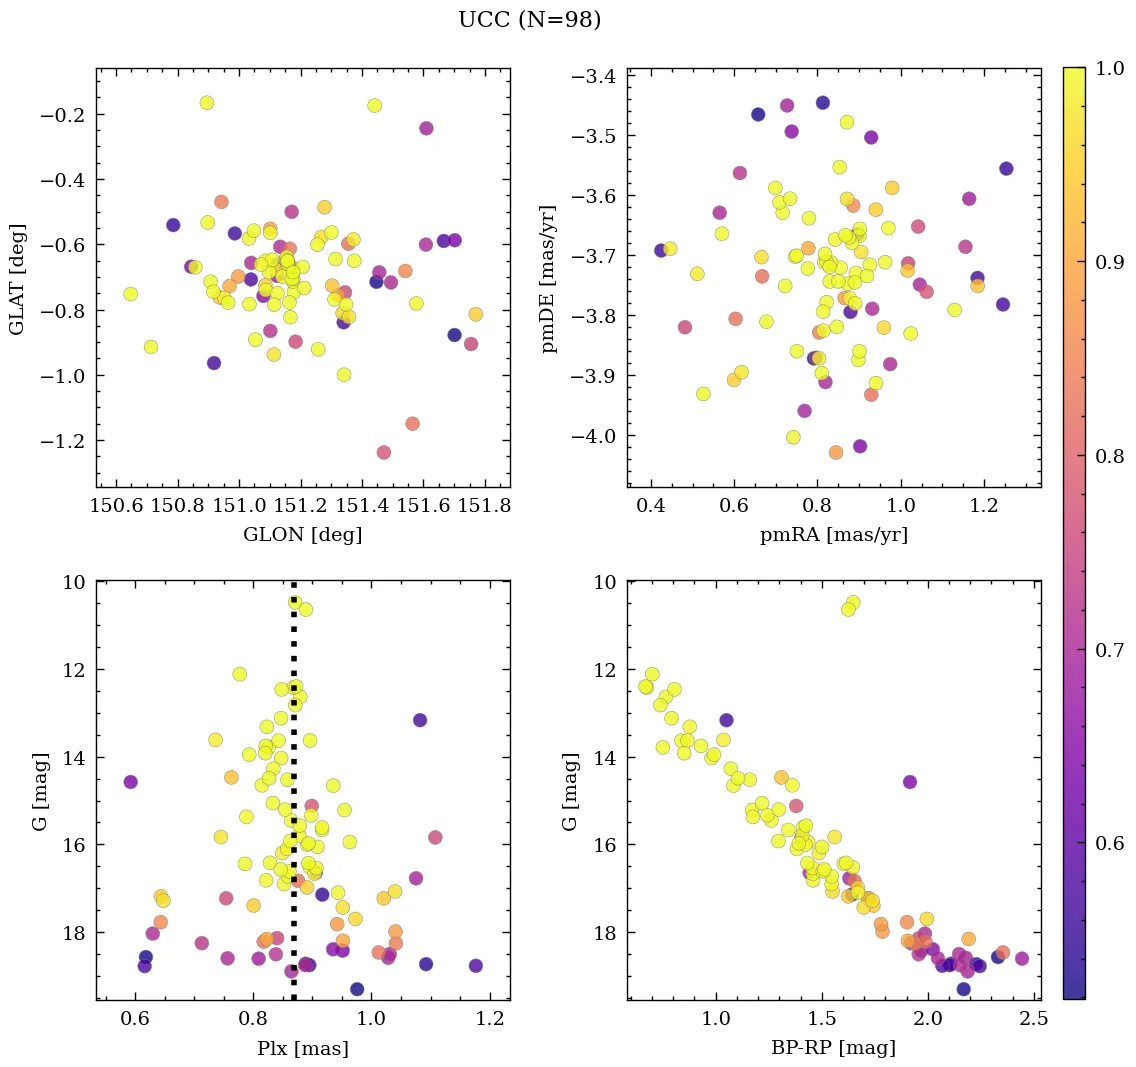 UCC (N=98)
−0.2
−0.4
−0.6
−0.8
−1.0
−1.2
GLAT [deg]
150.6 150.8 151.0 151.2 151.4 151.6 151.8
GLON [deg]
−3.4
−3.5
−3.6
−3.7
−3.8
−3.9
−4.0
pmDE [mas/yr]
0.4 0.6 0.8 1.0 1.2
pmRA [mas/yr]
10
12
14
16
18
G [mag]
0.6 0.8 1.0 1.2
Plx [mas]
10
12
14
16
18
G [mag]
1.0 1.5 2.0 2.5
BP-RP [mag]
1.0
0.9
0.8
0.7
0.6